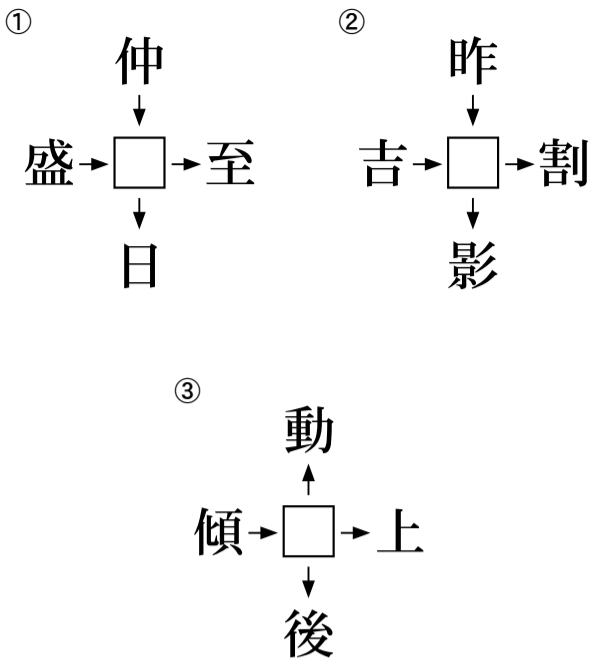 ① ②
仲 昨
盛 至 吉 割
日 影
③
動
傾 上
後